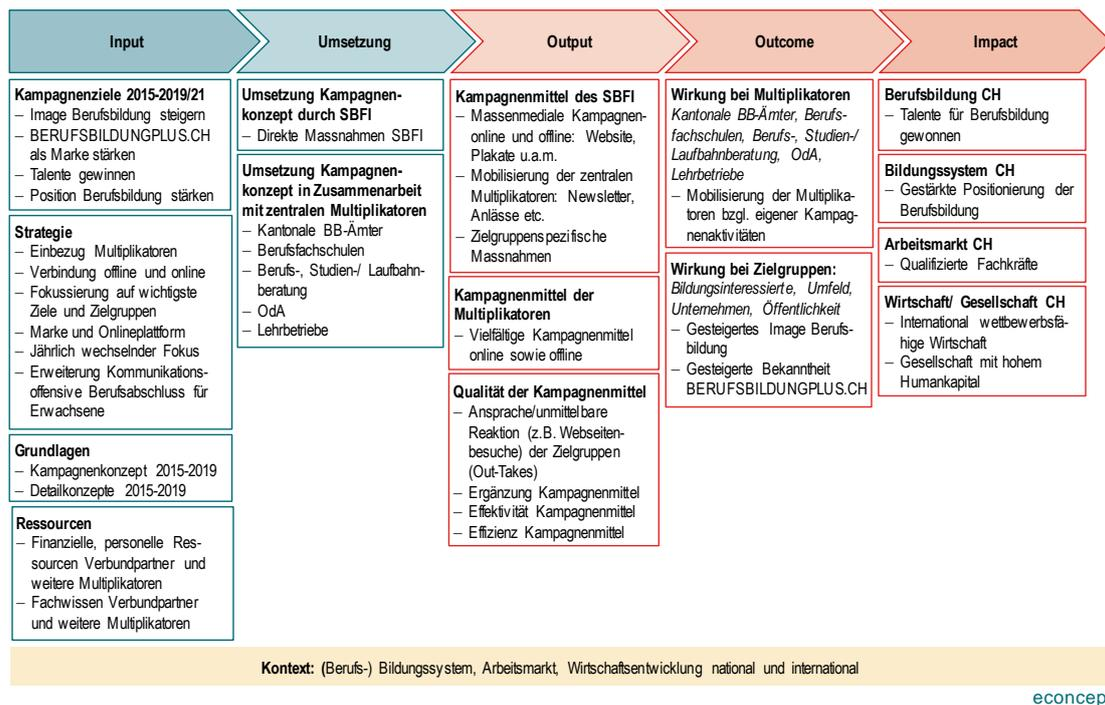 Input
Umsetzung
Output
Outcome
Impact
Kampagnenziele 2015-2019/21
– Image Berufsbildung steigern
– BERUFSBILDUNGPLUS.CH
als Marke stärken
– Talente gewinnen
– Position Berufsbildung stärken
Strategie
– Einbezug Multiplikatoren
– Verbindung offline und online
– Fokussierung auf wichtigste
Ziele und Zielgruppen
– Marke und Onlineplattform
– Jährlich wechselnder Fokus
– Erweiterung Kommunikations-
offensive Berufsabschluss für
Erwachsene
Grundlagen
– Kampagnenkonzept 2015-2019
– Detailkonzepte 2015-2019
Ressourcen
– Finanzielle, personelle Res-
sourcen Verbundpartner und
weitere Multiplikatoren
– Fachwissen Verbundpartner
und weitere Multiplikatoren
Umsetzung Kampagnen-
konzept durch SBFI
– Direkte Massnahmen SBFI
Umsetzung Kampagnen-
konzept in Zusammenarbeit
mit zentralen Multiplikatoren
– Kantonale BB-Ämter
– Berufsfachschulen
– Berufs-, Studien-/ Laufbahn-
beratung
– OdA
– Lehrbetriebe
Kampagnenmittel des SBFI
– Massenmediale Kampagnen-
online und offline: Website,
Plakate u.a.m.
– Mobilisierung der zentralen
Multiplikatoren: Newsletter,
Anlässe etc.
– Zielgruppenspezifische
Massnahmen
Kampagnenmittel der
Multiplikatoren
– Vielfältige Kampagnenmittel
online sowie offline
Qualität der Kampagnenmittel
– Ansprache/unmittelbare
Reaktion (z.B. Webseiten-
besuche) der Zielgruppen
(Out-Takes)
– Ergänzung Kampagnenmittel
– Effektivität Kampagnenmittel
– Effizienz Kampagnenmittel
Wirkung bei Multiplikatoren
Kantonale BB-Ämter, Berufs-
fachschulen, Berufs-, Studien-/
Laufbahnberatung, OdA,
Lehrbetriebe
– Mobilisierung der Multiplika-
toren bzgl. eigener Kampag-
nenaktivitäten
Wirkung bei Zielgruppen:
Bildungsinteressierte, Umfeld,
Unternehmen, Öffentlichkeit
– Gesteigertes Image Berufs-
bildung
– Gesteigerte Bekanntheit
BERUFSBILDUNGPLUS.CH
Berufsbildung CH
– Talente für Berufsbildung
gewonnen
Bildungssystem CH
– Gestärkte Positionierung der
Berufsbildung
Arbeitsmarkt CH
– Qualifizierte Fachkräfte
Wirtschaft/ Gesellschaft CH
– International wettbewerbsfä-
hige Wirtschaft
– Gesellschaft mit hohem
Humankapital
Kontext: (Berufs-) Bildungssystem, Arbeitsmarkt, Wirtschaftsentwicklung national und international
econcep